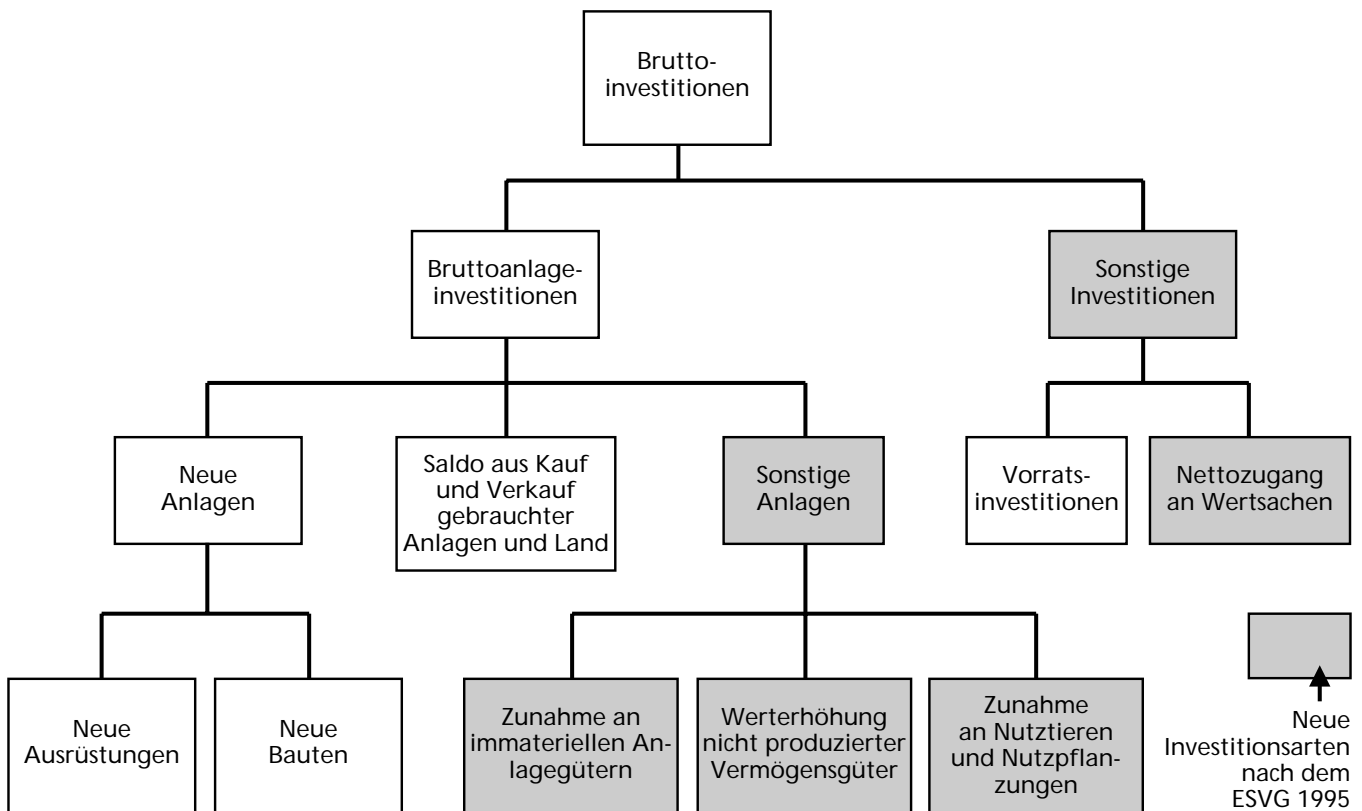 Brutto-
investitionen
Bruttoanlage-
investitionen
Sonstige
Investitionen
Neue
Anlagen
Saldo aus Kauf
und Verkauf
gebrauchter
Anlagen und Land
Sonstige
Anlagen
Vorrats-
investitionen
Nettozugang
an Wertsachen
Neue
Ausrüstungen
Neue
Bauten
Zunahme an
immateriellen An-
lagegütern
Werterhöhung
nicht produzierter
Vermögensgüter
Zunahme
an Nutztieren
und Nutzpflan-
zungen
Neue
Investitionsarten
nach dem
ESVG 1995